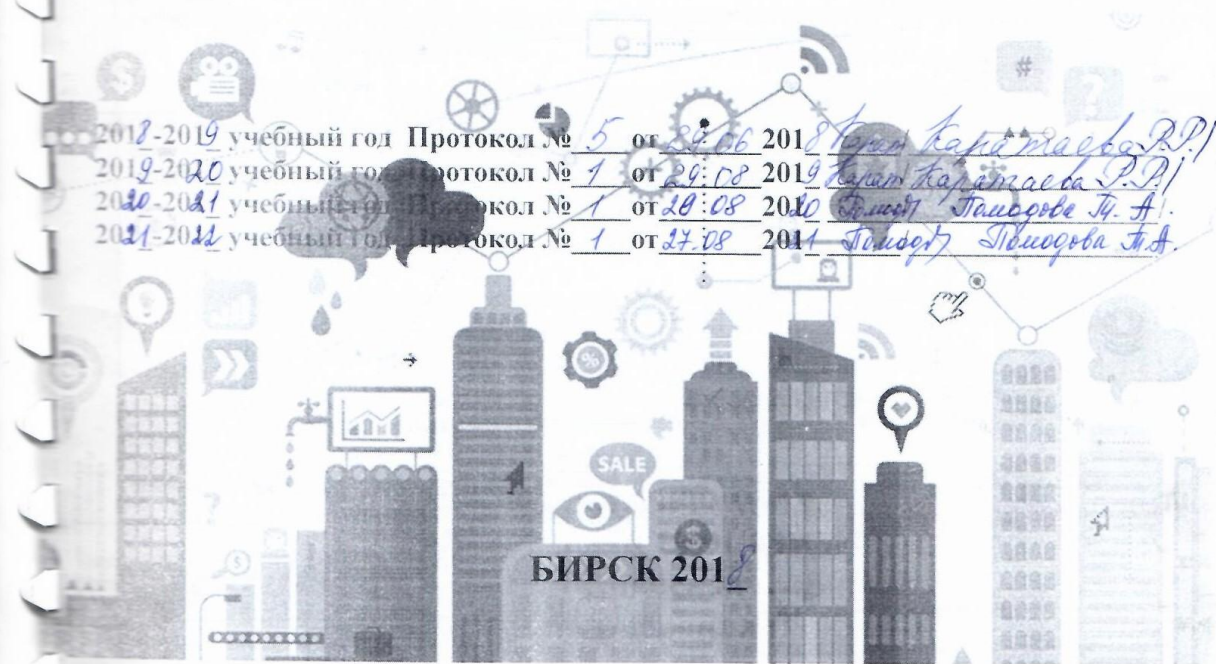 #
?
$
2018-2019 учебный год Протокол № 5 от 29.06 2018 Карат Каратаева Р.Р./
2019-2020 учебный год Протокол № 1 от 29.08 2019 Карат Каратаева Р.Р./
2020-2021 учебный год Протокол № 1 от 28.08 2020
2021-2022 учебный год Протокол № 1 от 27.08 2021
%
SALE
?
$
$
БИРСК 2018